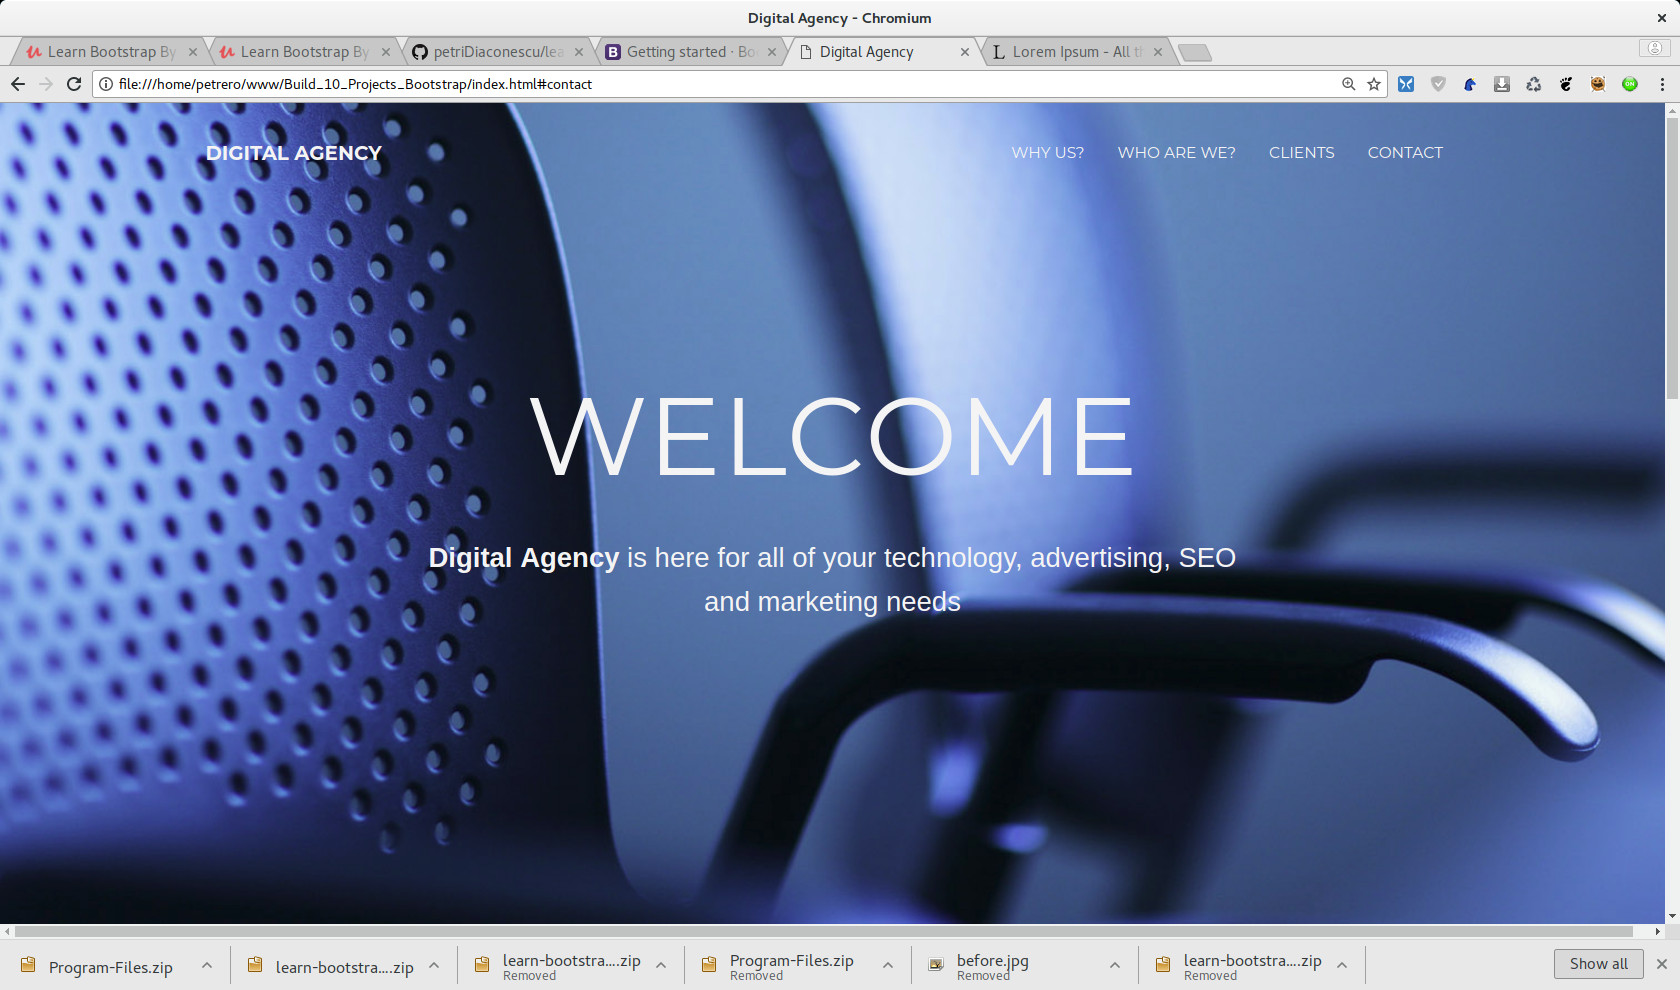 Digital Agency - Chromium
Learn Bootstrap By
Learn Bootstrap By
petriDiaconescu/lea
Getting started · Bo
Digital Agency
Lorem Ipsum - All t
file:///home/petrero/www/Build_10_Projects_Bootstrap/index.html#contact
DIGITAL AGENCY
WHY US?
WHO ARE WE?
CLIENTS
CONTACT
WELCOME
Digital Agency is here for all of your technology, advertising, SEO
and marketing needs
Program-Files.zip
learn-bootstra....zip
learn-bootstra....zip
Removed
Program-Files.zip
Removed
before.jpg
Removed
learn-bootstra....zip
Removed
Show all